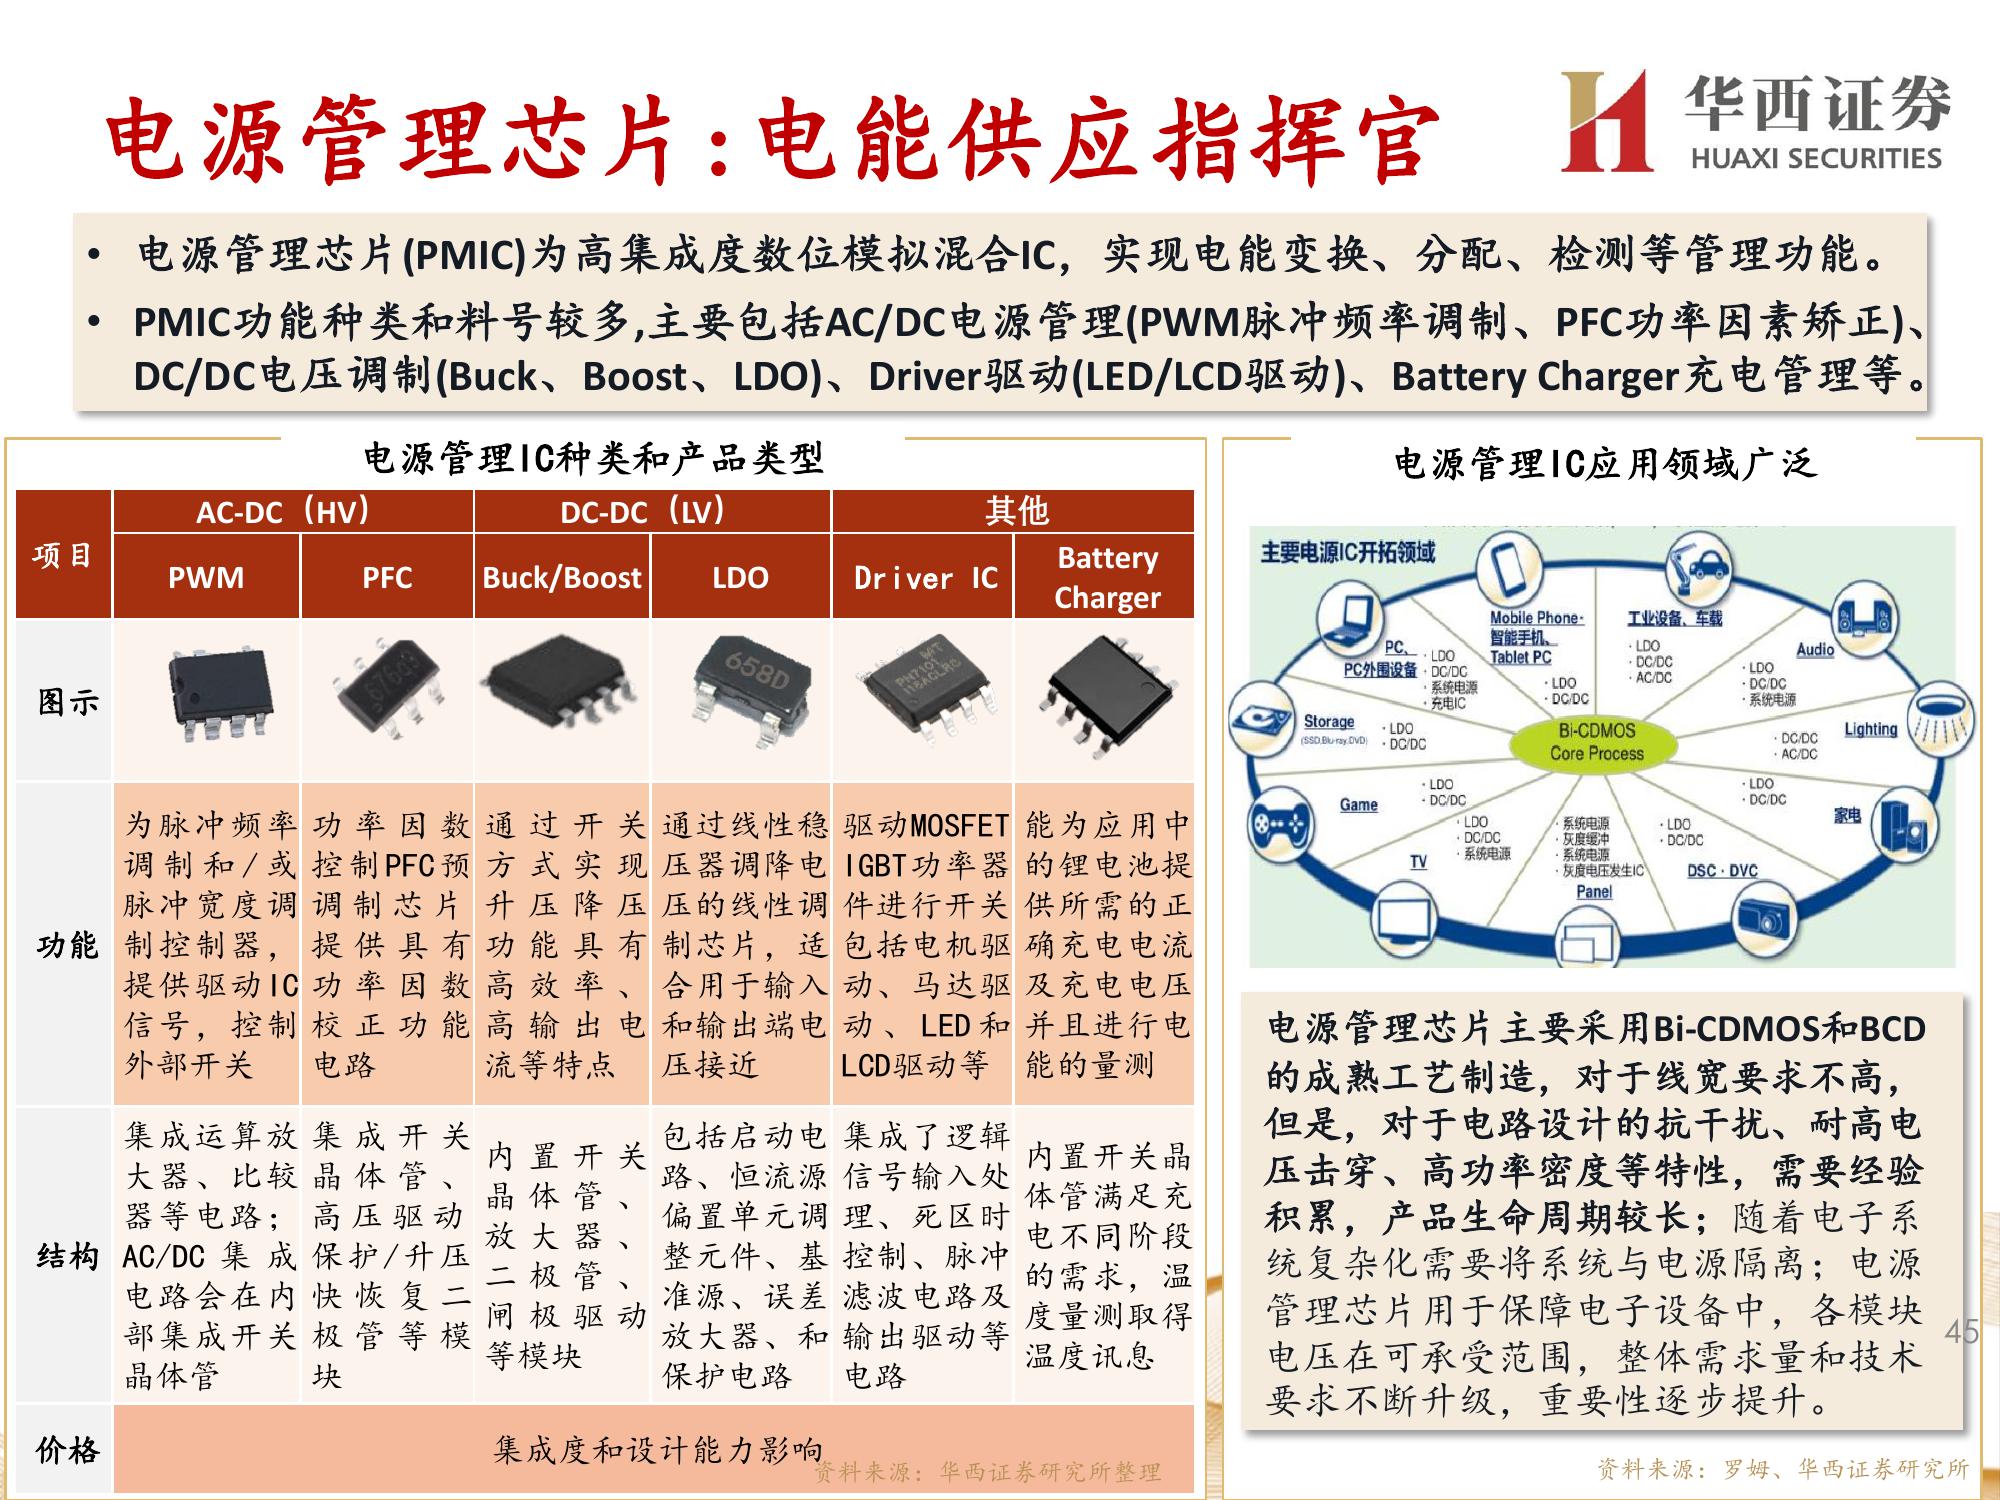 电源管理芯片:电能供应指挥官
华西证券
HUAXI SECURITIES
• 电源管理芯片(PMIC)为高集成度数位模拟混合IC，实现电能变换、分配、检测等管理功能。
• PMIC功能种类和料号较多,主要包括AC/DC电源管理(PWM脉冲频率调制、PFC功率因素矫正)、
DC/DC电压调制(Buck、Boost、LDO)、Driver驱动(LED/LCD驱动)、Battery Charger充电管理等。
电源管理IC种类和产品类型
项目
AC-DC（HV）
DC-DC（LV）
其他
PWM
PFC
Buck/Boost
LDO
Driver IC
Battery
Charger
图示
676q3
658D
PN7101
功能
为脉冲频率
调制和/或
脉冲宽度调
制控制器，
提供驱动IC
信号，控制
外部开关
功率因数
控制PFC预
调制芯片
提供具有
功率因数
校正功能
电路
通过开关
方式实现
升压降压
功能具有
高效率、
高输出电
流等特点
通过线性稳
压器调降电
压的线性调
制芯片，适
合用于输入
和输出端电
压接近
驱动MOSFET
IGBT功率器
件进行开关
包括电机驱
动、马达驱
动、LED和
LCD驱动等
能为应用中
的锂电池提
供所需的正
确充电电流
及充电电压
并且进行电
能的量测
结构
集成运算放
大器、比较
器等电路；
AC/DC集成
电路会在内
部集成开关
晶体管
集成开关
晶体管、
高压驱动
保护/升压
快恢复二
极管等模
块
内置开关
晶体管、
放大器、
二极管、
闸极驱动
等模块
包括启动电
路、恒流源
偏置单元调
整元件、基
准源、误差
放大器、和
保护电路
集成了逻辑
信号输入处
理、死区时
控制、脉冲
滤波电路及
输出驱动等
电路
内置开关晶
体管满足充
电不同阶段
的需求，温
度量测取得
温度讯息
价格
集成度和设计能力影响
资料来源：华西证券研究所整理
电源管理IC应用领域广泛
主要电源IC开拓领域
PC、
PC外围设备
· LDO
· DC/DC
· 系统电源
· 充电IC
Mobile Phone·
智能手机、
Tablet PC
· LDO
· DC/DC
工业设备、车载
· LDO
· DC/DC
· AC/DC
Audio
· LDO
· DC/DC
· 系统电源
Storage
(SSD,Blu-ray,DVD)
· LDO
· DC/DC
Bi-CDMOS
Core Process
Lighting
· DC/DC
· AC/DC
Game
· LDO
· DC/DC
家电
· LDO
· DC/DC
TV
· LDO
· DC/DC
· 系统电源
Panel
· 系统电源
· 灰度缓冲
· 系统电源
· 灰度电压发生IC
DSC · DVC
· LDO
· DC/DC
电源管理芯片主要采用Bi-CDMOS和BCD
的成熟工艺制造，对于线宽要求不高，
但是，对于电路设计的抗干扰、耐高电
压击穿、高功率密度等特性，需要经验
积累，产品生命周期较长；随着电子系
统复杂化需要将系统与电源隔离；电源
管理芯片用于保障电子设备中，各模块
电压在可承受范围，整体需求量和技术
要求不断升级，重要性逐步提升。
45
资料来源：罗姆、华西证券研究所